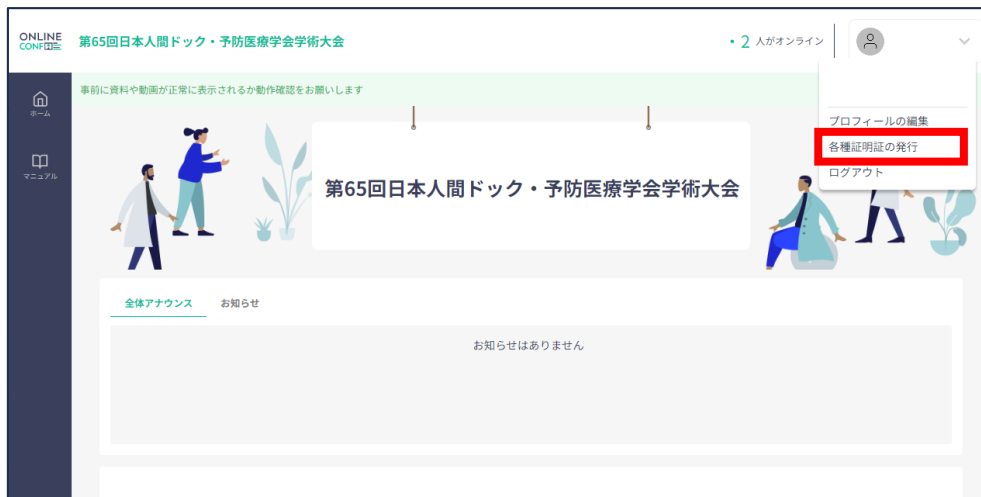 ONLINE
CONF
第65回日本人間ドック・予防医療学会学術大会
・2 人がオンライン
事前に資料や動画が正常に表示されるか動作確認をお願いします
ホーム
マニュアル
プロフィールの編集
各種証明証の発行
ログアウト
第65回日本人間ドック・予防医療学会学術大会
全体アナウンス お知らせ
お知らせはありません